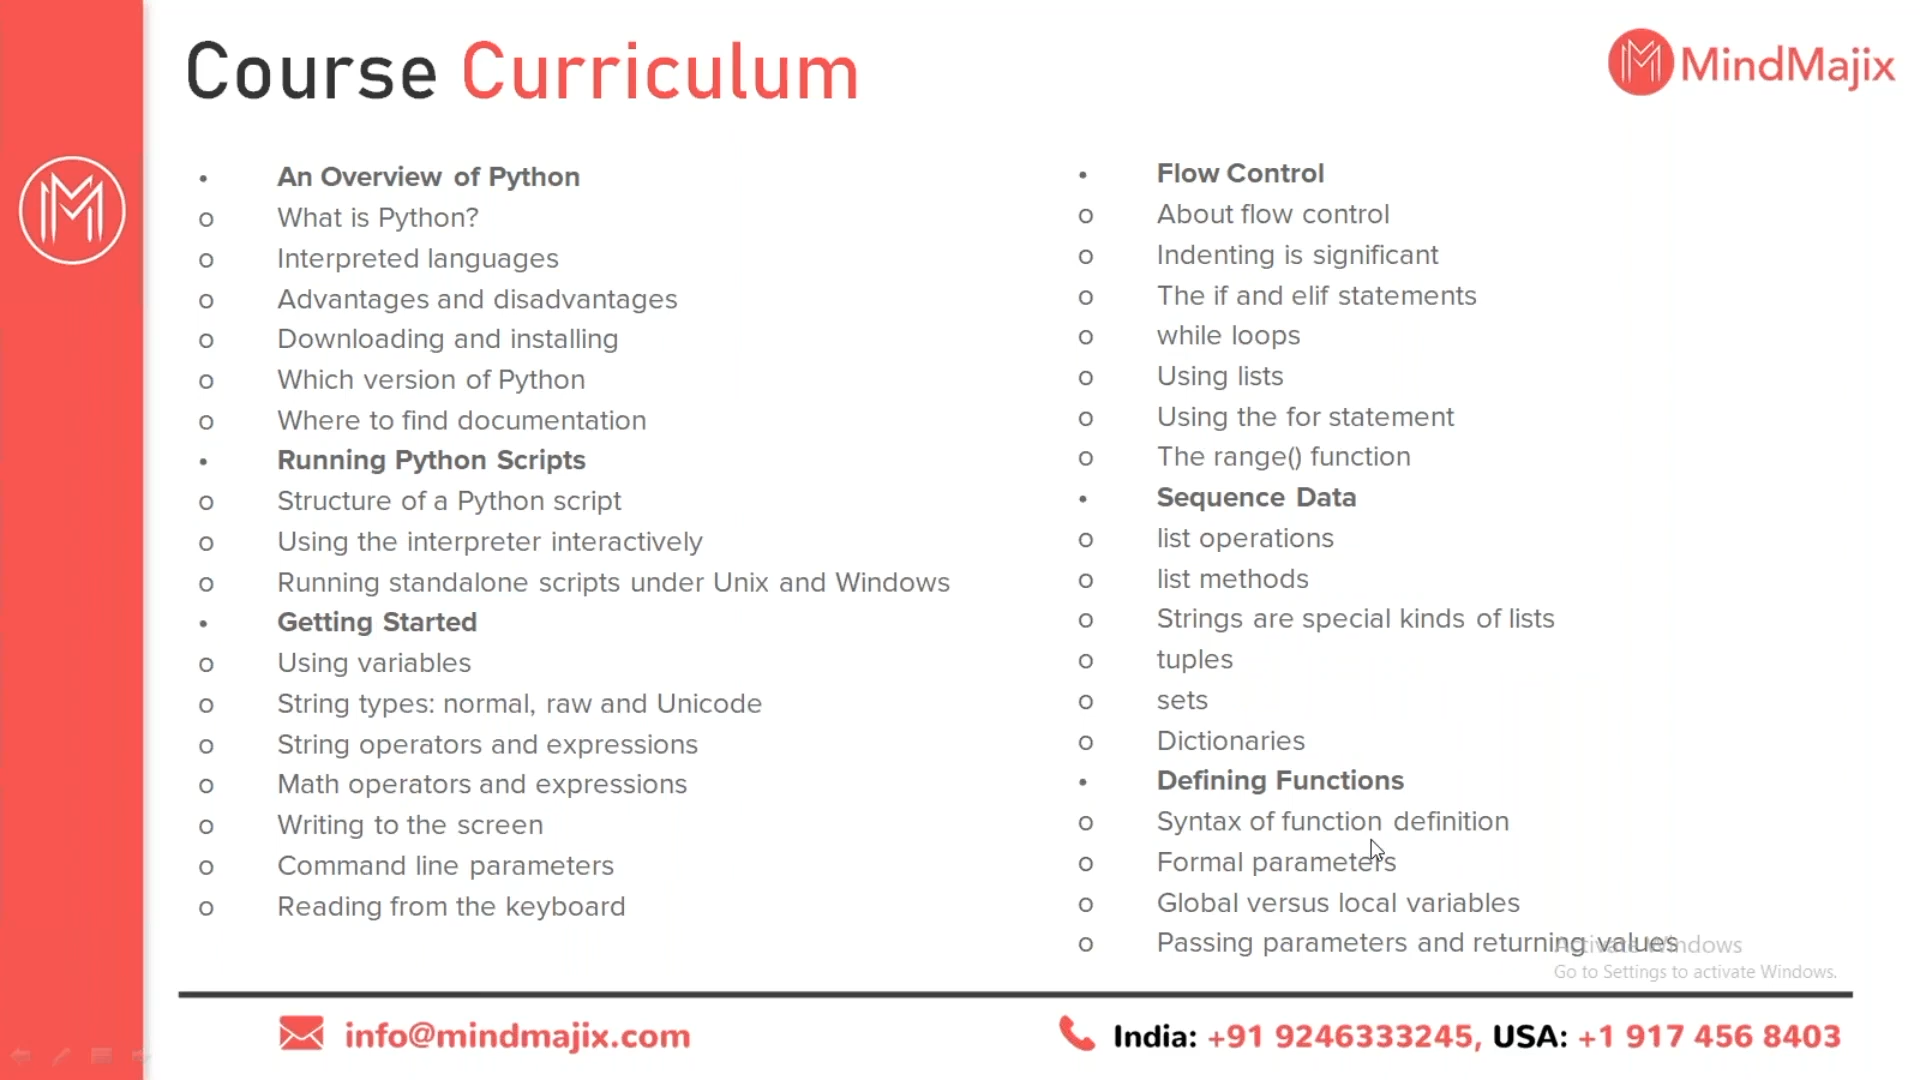 Course Curriculum
MindMajix
• An Overview of Python
o What is Python?
o Interpreted languages
o Advantages and disadvantages
o Downloading and installing
o Which version of Python
o Where to find documentation
• Running Python Scripts
o Structure of a Python script
o Using the interpreter interactively
o Running standalone scripts under Unix and Windows
• Getting Started
o Using variables
o String types: normal, raw and Unicode
o String operators and expressions
o Math operators and expressions
o Writing to the screen
o Command line parameters
o Reading from the keyboard
• Flow Control
o About flow control
o Indenting is significant
o The if and elif statements
o while loops
o Using lists
o Using the for statement
o The range() function
• Sequence Data
o list operations
o list methods
o Strings are special kinds of lists
o tuples
o sets
o Dictionaries
• Defining Functions
o Syntax of function definition
o Formal parameters
o Global versus local variables
o Passing parameters and returning values
Activate Windows
Go to Settings to activate Windows.
info@mindmajix.com
India: +91 9246333245, USA: +1 917 456 8403